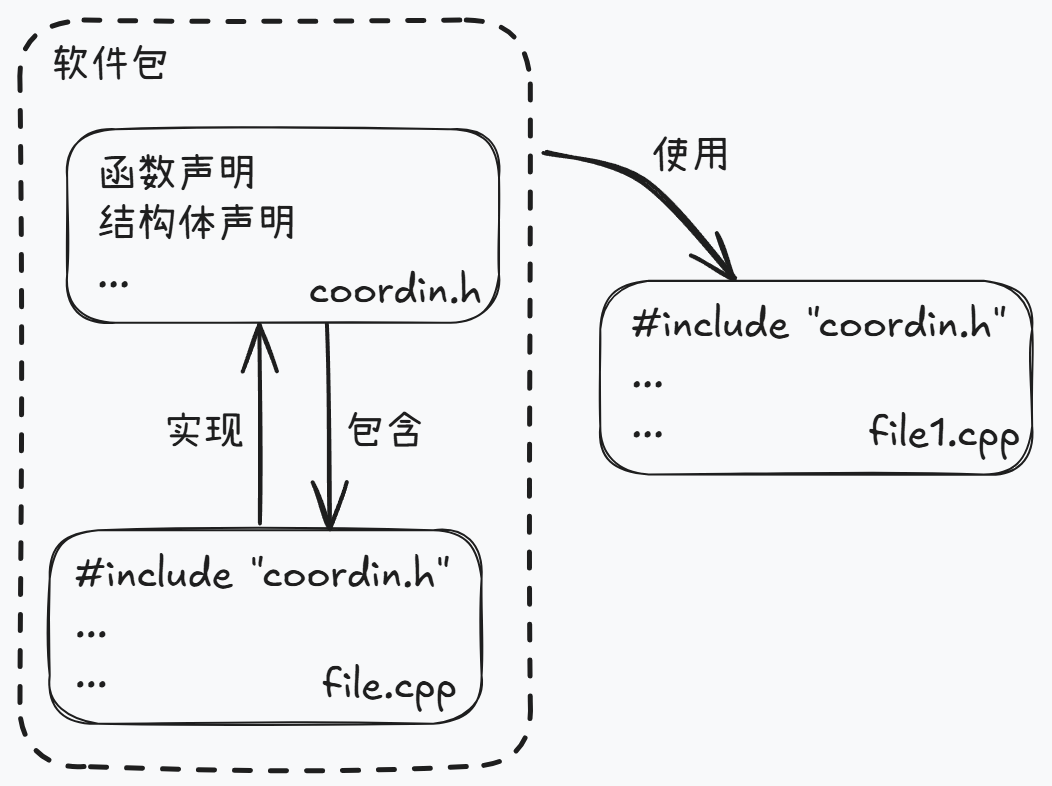 软件包
函数声明
结构体声明
...
coordin.h
实现
包含
#include "coordin.h"
...
...
file.cpp
使用
#include "coordin.h"
...
...
file1.cpp